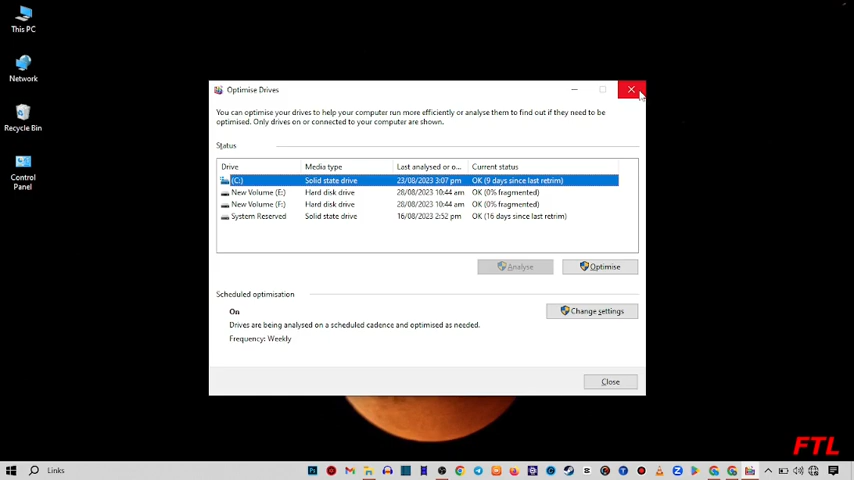 This PC
Network
Recycle Bin
Control
Panel
Optimise Drives
You can optimise your drives to help your computer run more efficiently or analyse them to find out if they need to be
optimised. Only drives on or connected to your computer are shown.
Status
Drive Media type Last analysed or o... Current status
(C:) Solid state drive 23/08/2023 3:07 pm OK (9 days since last retrim)
New Volume (E:) Hard disk drive 28/08/2023 10:44 am OK (0% fragmented)
New Volume (F:) Hard disk drive 28/08/2023 10:44 am OK (0% fragmented)
System Reserved Solid state drive 16/08/2023 2:52 pm OK (16 days since last retrim)
Analyse Optimise
Scheduled optimisation
On
Change settings
Drives are being analysed on a scheduled cadence and optimised as needed.
Frequency: Weekly
Close
FTL
Links